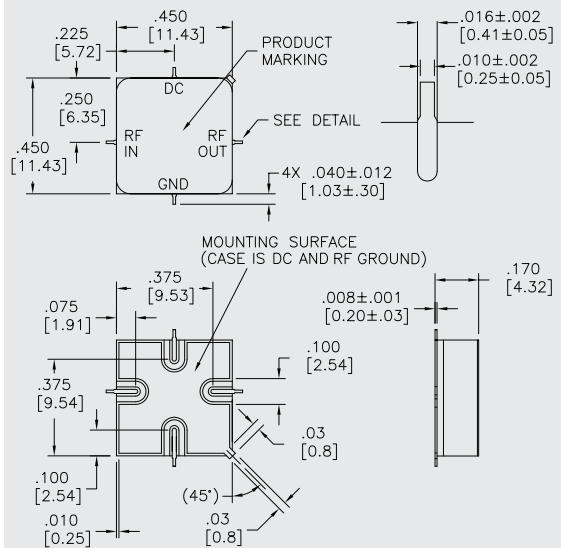 .450
[11.43]
.225
[5.72]
PRODUCT
MARKING
.016±.002
[0.41±0.05]
.010±.002
[0.25±0.05]
DC
.250
[6.35]
.450
[11.43]
RF
IN
RF
OUT
SEE DETAIL
GND
4X .040±.012
[1.03±.30]
MOUNTING SURFACE
(CASE IS DC AND RF GROUND)
.375
[9.53]
.075
[1.91]
.170
[4.32]
.008±.001
[0.20±.03]
.100
[2.54]
.375
[9.54]
.03
[0.8]
.100
[2.54]
(45°)
.010
[0.25]
.03
[0.8]